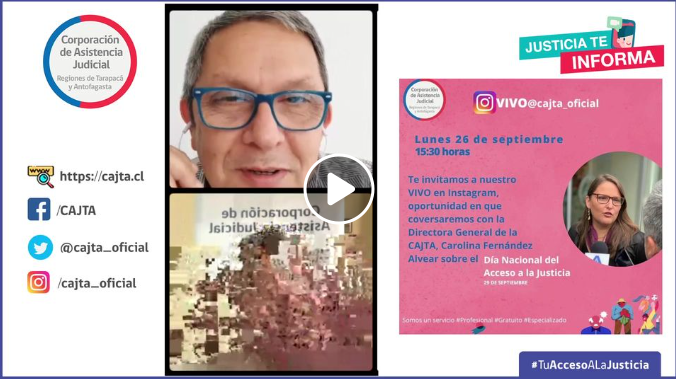 Corporación
de Asistencia
Judicial
Regiones de Tarapacá
y Antofagasta
www
https://cajta.cl
/CAJTA
@cajta_oficial
/cajta_oficial
Corporación de
Asistencia Judicial
JUSTICIA TE
INFORMA
Corporación
de Asistencia
Judicial
VIVO@cajta_oficial
Lunes 26 de septiembre
15:30 horas
Te invitamos a nuestro
VIVO en Instagram,
oportunidad en que
coversaremos con la
Directora General de la
CAJTA, Carolina Fernández
Alvear sobre el Día Nacional del
Acceso a la Justicia
29 DE SEPTIEMBRE
Somos un servicio #Profesional #Gratuito #Especializado
#TuAccesoALaJusticia